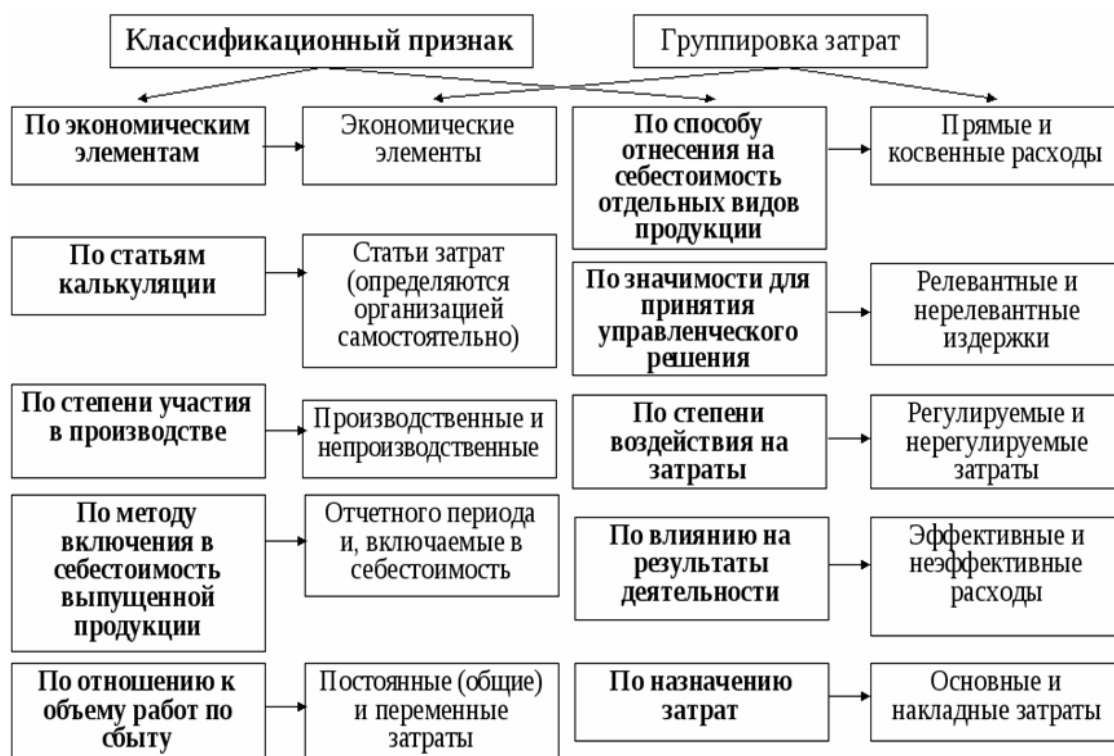 Классификационный признак
Группировка затрат
По экономическим
элементам
Экономические
элементы
По способу
отнесения на
себестоимость
отдельных видов
продукции
Прямые и
косвенные расходы
По статьям
калькуляции
Статьи затрат
(определяются
организацией
самостоятельно)
По значимости для
принятия
управленческого
решения
Релевантные и
нерелевантные
издержки
По степени участия
в производстве
Производственные и
непроизводственные
По степени
воздействия на
затраты
Регулируемые и
нерегулируемые
затраты
По методу
включения в
себестоимость
выпущенной
продукции
Отчетного периода
и, включаемые в
себестоимость
По влиянию на
результаты
деятельности
Эффективные и
неэффективные
расходы
По отношению к
объему работ по
сбыту
Постоянные (общие)
и переменные
затраты
По назначению
затрат
Основные и
накладные затраты